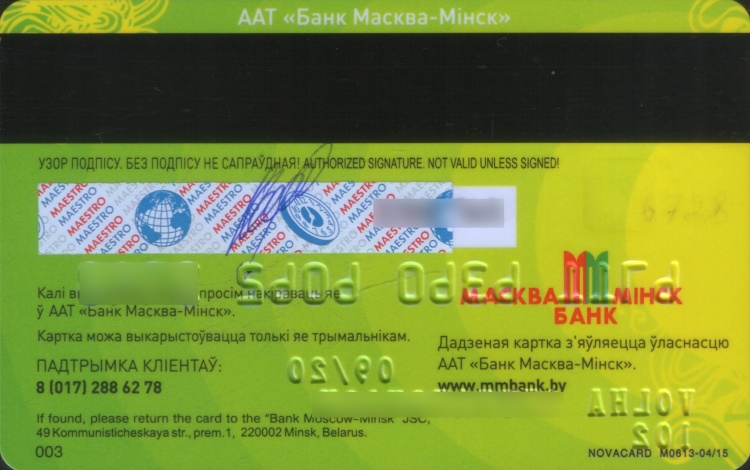 ААТ «Банк Масква-Мінск»
УЗОР ПОДПІСУ. БЕЗ ПОДПІСУ НЕ САПРАЎДНАЯ! AUTHORIZED SIGNATURE. NOT VALID UNLESS SIGNED!
MAESTRO MAESTRO MAESTRO MAESTRO
Калі
просім накіраваць яе
ў ААТ «Банк Масква-Мінск».
Картка можа выкарыстоўвацца толькі яе трымальнікам.
ПАДТРЫМКА КЛІЕНТАЎ:
8 (017) 288 62 78
МАСКВА МІНСК
БАНК
Дадзеная картка з'яўляецца ўласнасцю
ААТ «Банк Масква-Мінск».
www.mmbank.by
09/20
VOLHA
If found, please return the card to the "Bank Moscow–Minsk" JSC,
49 Kommunisticheskaya str., prem.1, 220002 Minsk, Belarus.
003
NOVACARD M0613-04/15